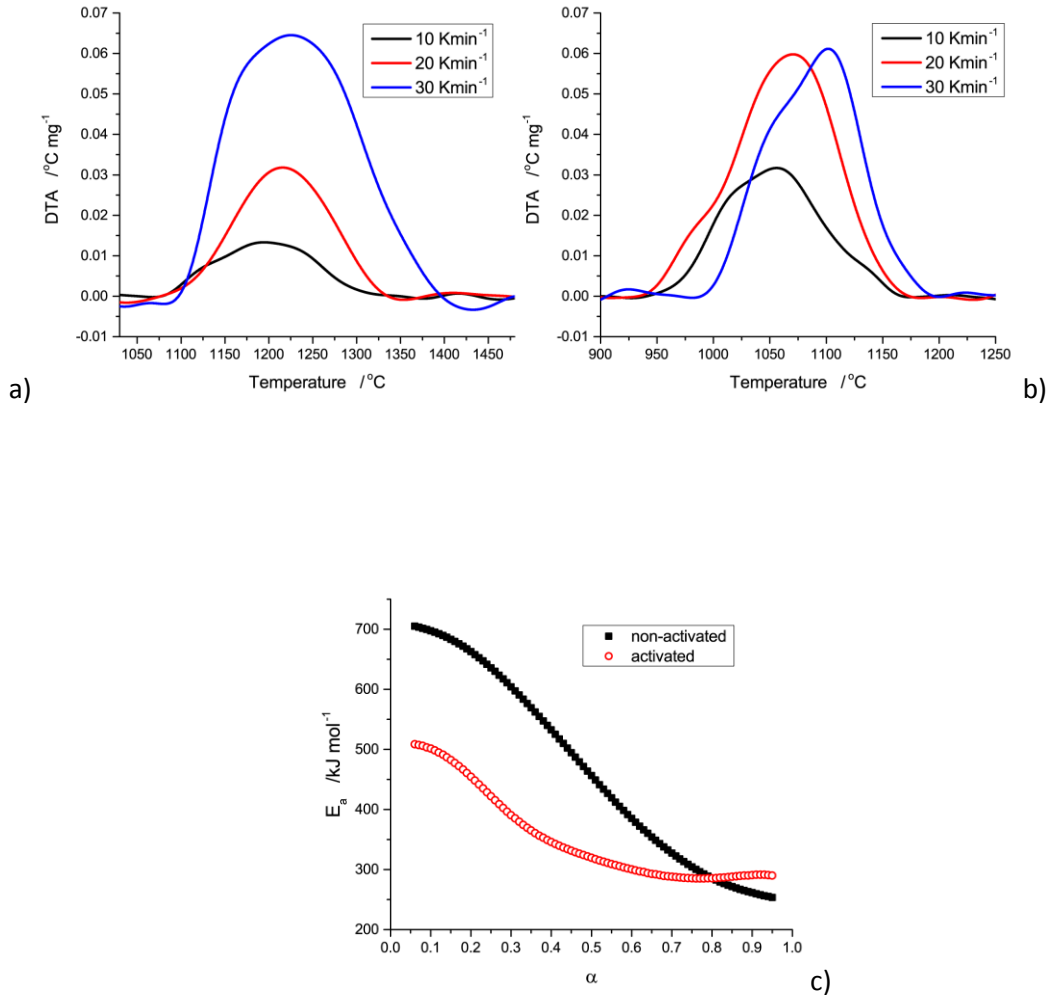 0.07
0.06
0.05
0.04
0.03
0.02
0.01
0.00
-0.01
DTA /°C mg⁻¹
10 Kmin⁻¹
20 Kmin⁻¹
30 Kmin⁻¹
1050 1100 1150 1200 1250 1300 1350 1400 1450
Temperature /°C
a)
0.07
0.06
0.05
0.04
0.03
0.02
0.01
0.00
-0.01
DTA /°C mg⁻¹
10 Kmin⁻¹
20 Kmin⁻¹
30 Kmin⁻¹
900 950 1000 1050 1100 1150 1200 1250
Temperature /°C
b)
700
600
500
400
300
200
Eₐ /kJ mol⁻¹
non-activated
activated
0.0 0.1 0.2 0.3 0.4 0.5 0.6 0.7 0.8 0.9 1.0
α
c)